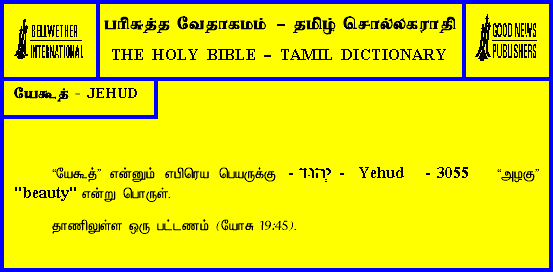 BELLWETHER
INTERNATIONAL
பரிசுத்த வேதாகமம் – தமிழ் சொல்லகராதி
THE HOLY BIBLE – TAMIL DICTIONARY
GOOD NEWS
PUBLISHERS
யேகூத் - JEHUD
“யேகூத்” என்னும் எபிரெய பெயருக்கு - יְהוּד - Yehud - 3055 “அழகு”
"beauty" என்று பொருள்.
தாணிலுள்ள ஒரு பட்டணம் (யோசு 19:45).